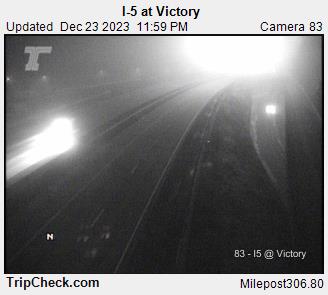 I-5 at Victory
Updated Dec 23 2023 11:59 PM Camera 83
T
N
83 - I5 @ Victory
TripCheck.com Milepost306.80